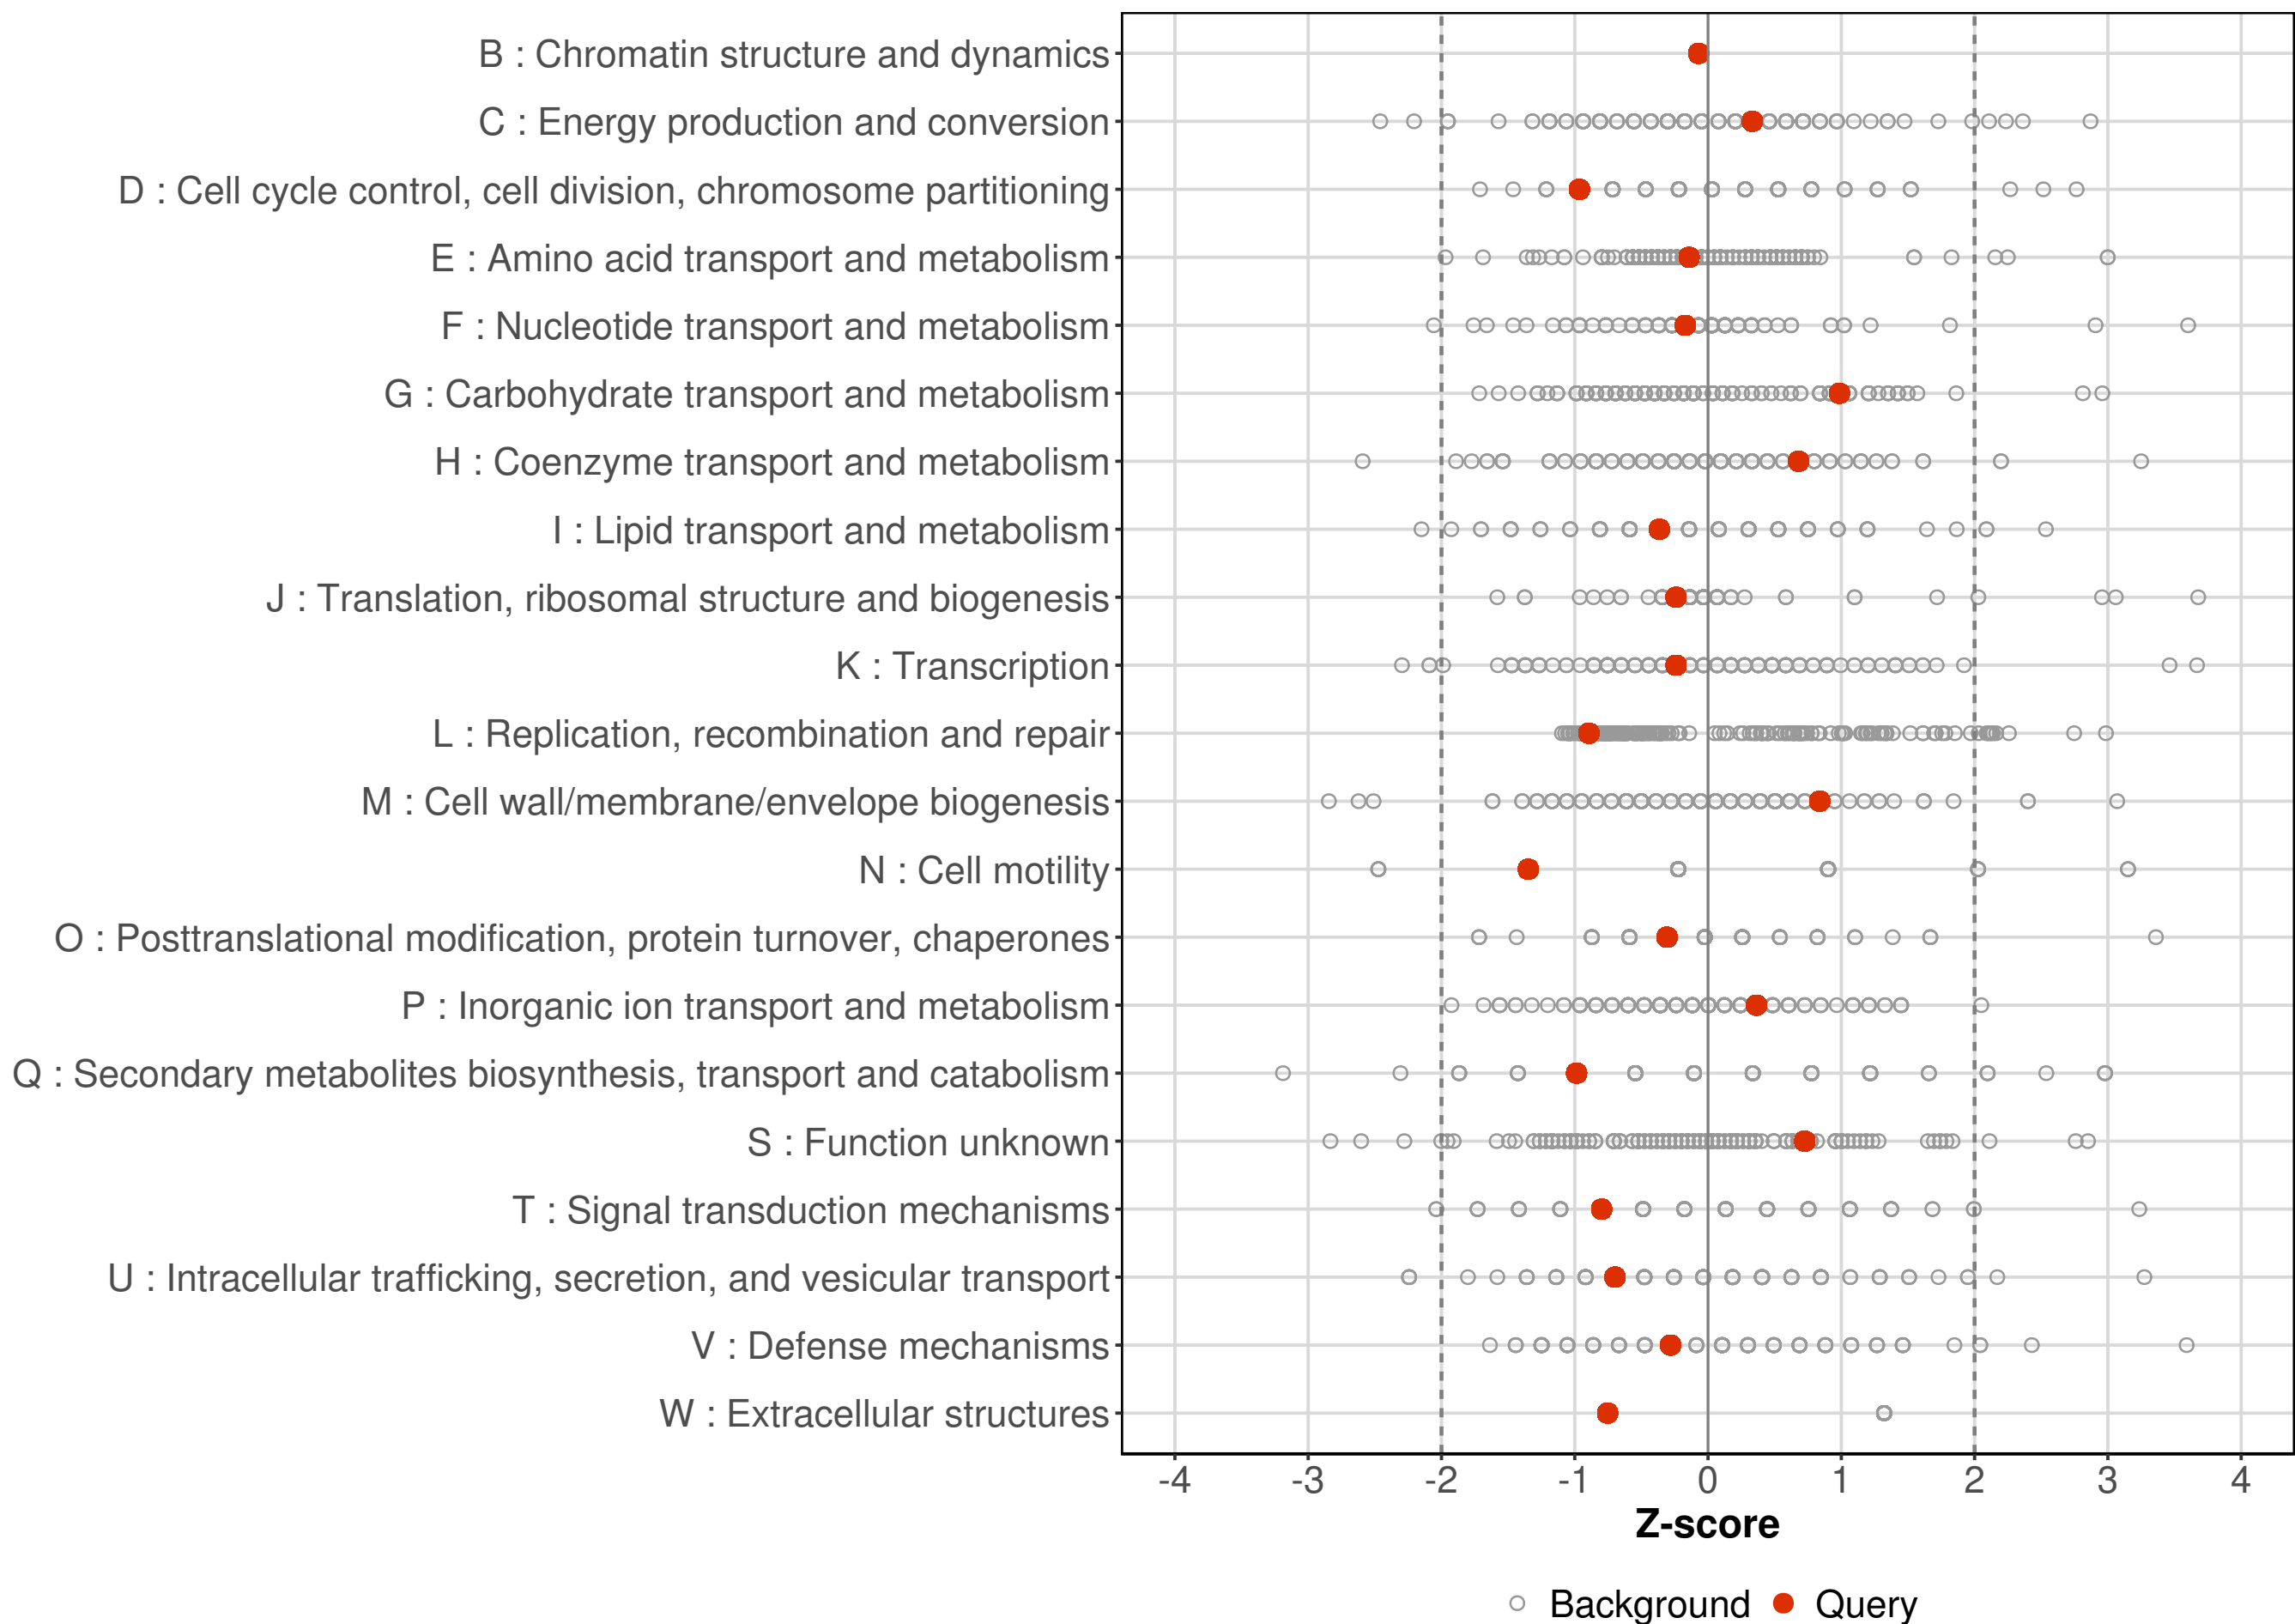 B : Chromatin structure and dynamics
C : Energy production and conversion
D : Cell cycle control, cell division, chromosome partitioning
E : Amino acid transport and metabolism
F : Nucleotide transport and metabolism
G : Carbohydrate transport and metabolism
H : Coenzyme transport and metabolism
I : Lipid transport and metabolism
J : Translation, ribosomal structure and biogenesis
K : Transcription
L : Replication, recombination and repair
M : Cell wall/membrane/envelope biogenesis
N : Cell motility
O : Posttranslational modification, protein turnover, chaperones
P : Inorganic ion transport and metabolism
Q : Secondary metabolites biosynthesis, transport and catabolism
S : Function unknown
T : Signal transduction mechanisms
U : Intracellular trafficking, secretion, and vesicular transport
V : Defense mechanisms
W : Extracellular structures
-4 -3 -2 -1 0 1 2 3 4
Z-score
Background Query